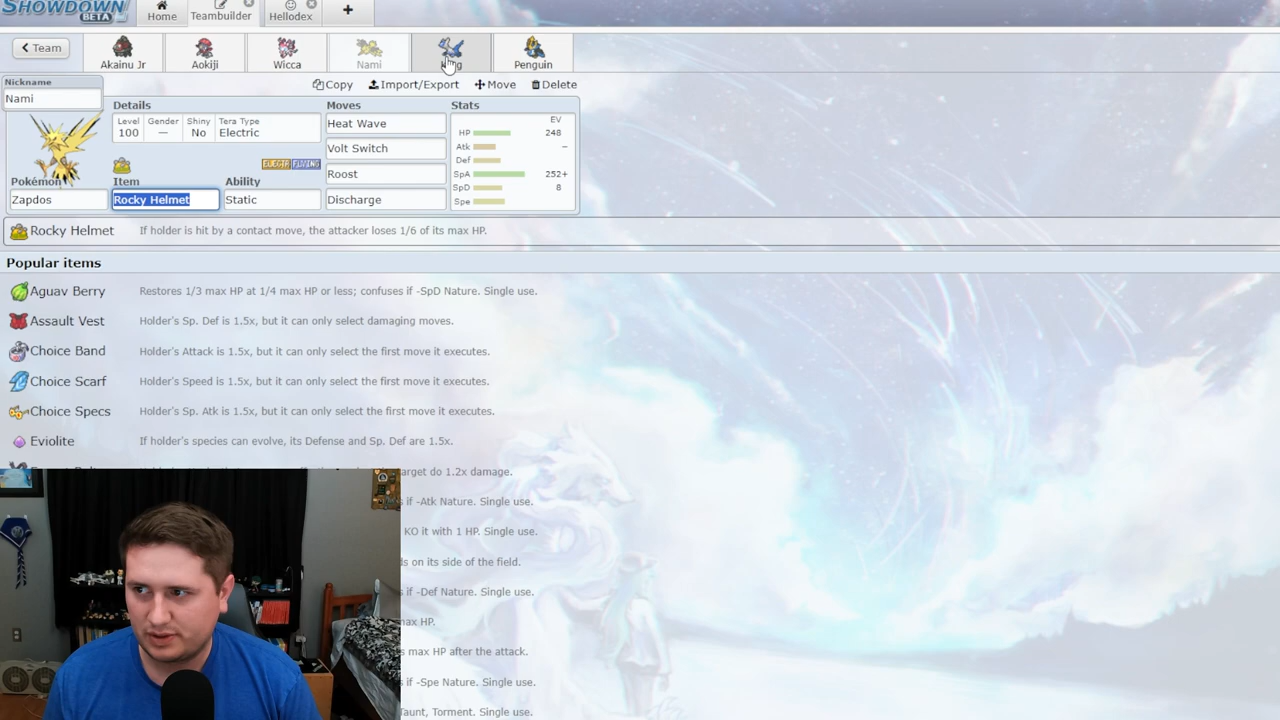 SHOWDOWN
BETA
Home
Teambuilder
Hellodex
Team
Akainu Jr
Aokiji
Wicca
Nami
Penguin
Copy
Import/Export
Move
Delete
Nickname
Nami
Details
Level
100
Gender
—
Shiny
No
Tera Type
Electric
ELECTR
FLYING
Pokémon
Zapdos
Item
Rocky Helmet
Ability
Static
Moves
Heat Wave
Volt Switch
Roost
Discharge
Stats
EV
HP 248
Atk –
Def
SpA 252+
SpD 8
Spe
Rocky Helmet If holder is hit by a contact move, the attacker loses 1/6 of its max HP.
Popular items
Aguav Berry Restores 1/3 max HP at 1/4 max HP or less; confuses if -SpD Nature. Single use.
Assault Vest Holder's Sp. Def is 1.5x, but it can only select damaging moves.
Choice Band Holder's Attack is 1.5x, but it can only select the first move it executes.
Choice Scarf Holder's Speed is 1.5x, but it can only select the first move it executes.
Choice Specs Holder's Sp. Atk is 1.5x, but it can only select the first move it executes.
Eviolite If holder's species can evolve, its Defense and Sp. Def are 1.5x.
target do 1.2x damage.
if -Atk Nature. Single use.
KO it with 1 HP. Single use.
on its side of the field.
if -Def Nature. Single use.
max HP.
max HP after the attack.
if -Spe Nature. Single use.
Taunt, Torment. Single use.